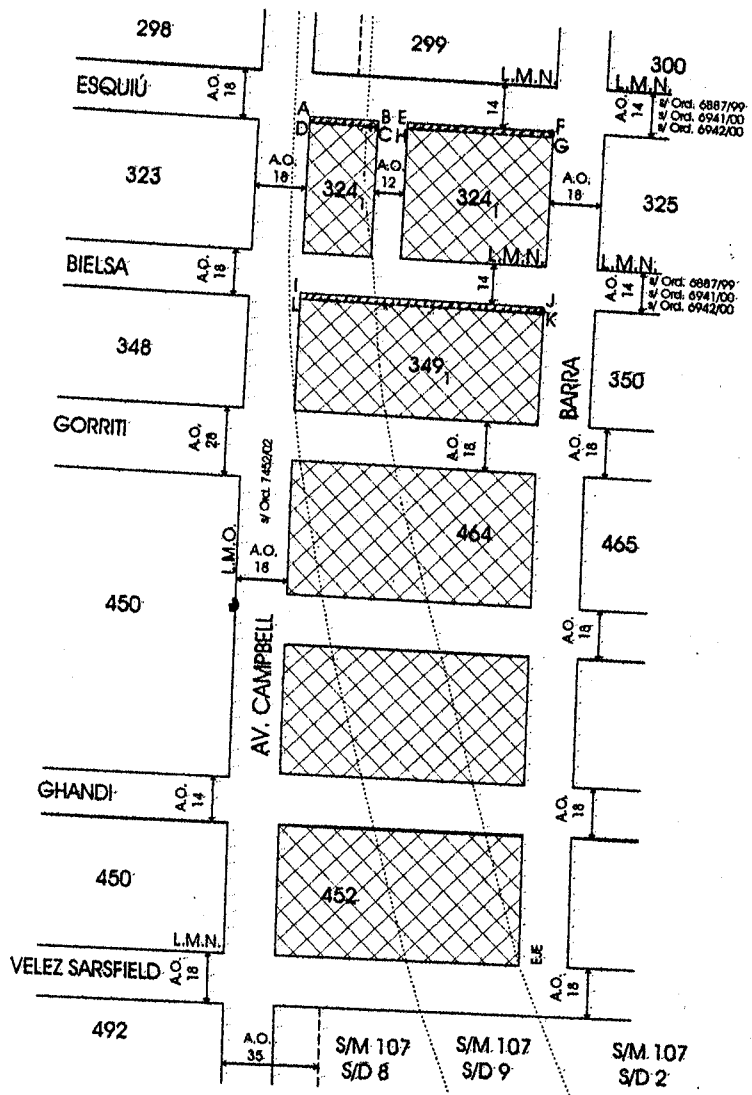 298
299
L.M.N.
300
L.M.N.
ESQUIÚ
A.O.
18
14
A.O.
14
s/ Ord: 6887/99
s/ Ord: 6941/00
s/ Ord: 6942/00
A
B
E
F
D
C
H
G
323
A.O.
18
324
1
A.O.
12
324
1
A.O.
18
325
BIELSA
A.O.
18
L.M.N.
14
L.M.N.
A.O.
14
s/ Ord: 6887/99
s/ Ord: 6941/00
s/ Ord: 6942/00
I
J
L
K
348
349
1
BARRA
350
GORRITI
A.O.
28
A.O.
18
A.O.
18
s/ Ord. 7452/02
L.M.O.
A.O.
18
464
465
450
A.O.
18
AV. CAMPBELL
GHANDI
A.O.
14
A.O.
18
450
452
L.M.N.
EJE
VELEZ SARSFIELD
A.O.
18
A.O.
18
492
A.O.
35
S/M 107
S/D 8
S/M 107
S/D 9
S/M 107
S/D 2